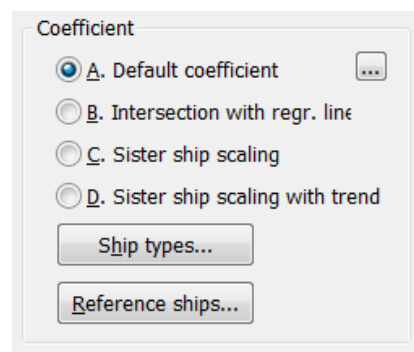 Coefficient
A. Default coefficient ...
B. Intersection with regr. line
C. Sister ship scaling
D. Sister ship scaling with trend
Ship types...
Reference ships...